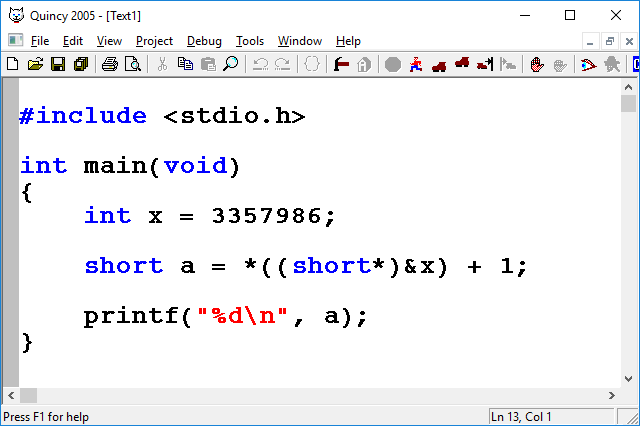 Quincy 2005 - [Text1]
File Edit View Project Debug Tools Window Help
#include <stdio.h>
int main(void)
{
int x = 3357986;
short a = *((short*)&x) + 1;
printf("%d\n", a);
}
Press F1 for help
Ln 13, Col 1